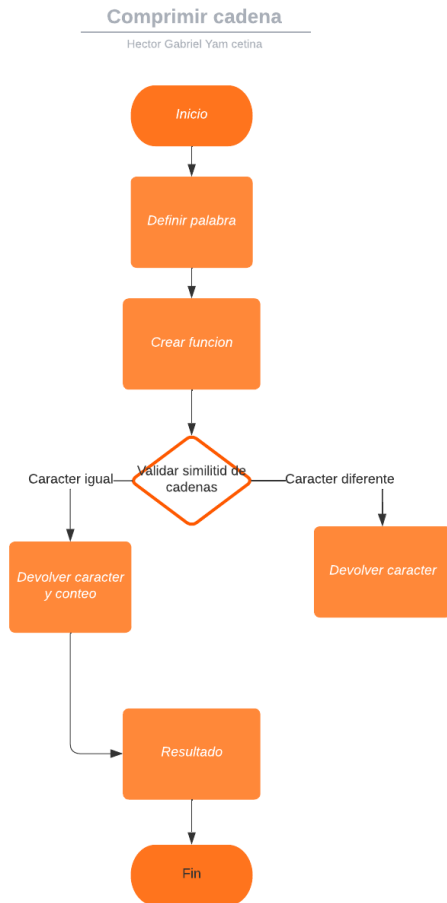 Comprimir cadena
Hector Gabriel Yam cetina
Inicio
Definir palabra
Crear funcion
Validar similitid de
cadenas
Caracter igual
Caracter diferente
Devolver caracter
y conteo
Devolver caracter
Resultado
Fin